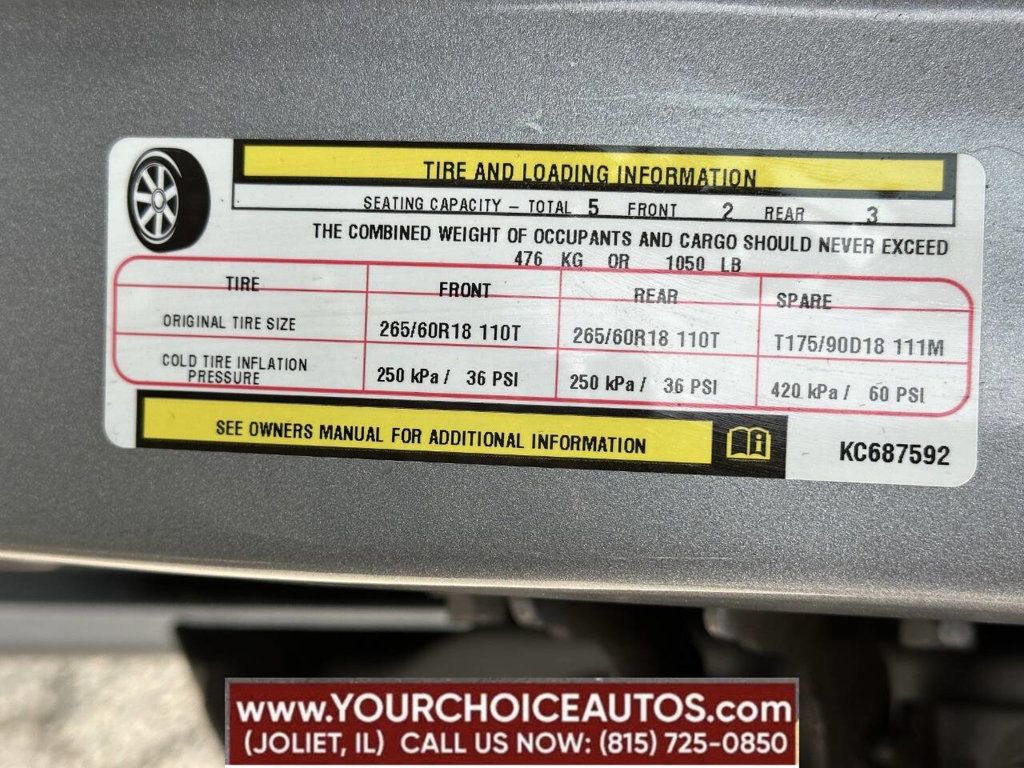 TIRE AND LOADING INFORMATION
SEATING CAPACITY – TOTAL 5 FRONT 2 REAR 3
THE COMBINED WEIGHT OF OCCUPANTS AND CARGO SHOULD NEVER EXCEED
476 KG OR 1050 LB
TIRE FRONT REAR SPARE
ORIGINAL TIRE SIZE 265/60R18 110T 265/60R18 110T T175/90D18 111M
COLD TIRE INFLATION
PRESSURE 250 kPa / 36 PSI 250 kPa / 36 PSI 420 kPa / 60 PSI
SEE OWNERS MANUAL FOR ADDITIONAL INFORMATION
KC687592
www.YOURCHOICEAUTOS.com
(JOLIET, IL) CALL US NOW: (815) 725-0850